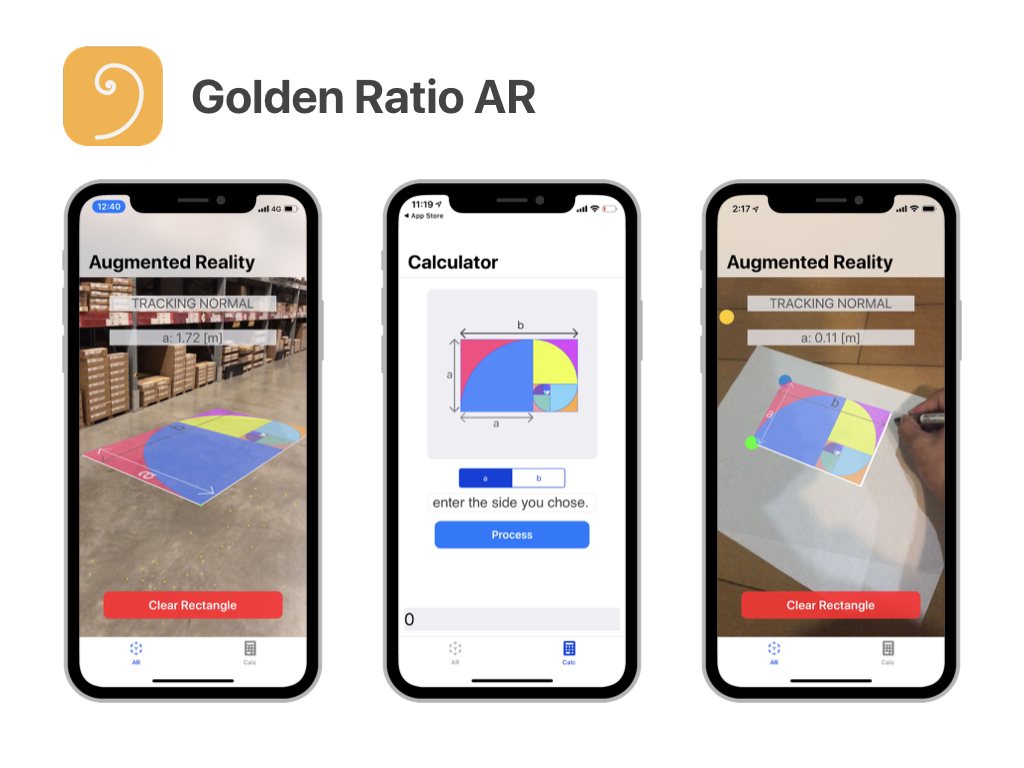 Golden Ratio AR
12:40
4G
Augmented Reality
TRACKING NORMAL
a: 1.72 [m]
a
Clear Rectangle
AR
Calc
11:19
App Store
Calculator
b
a
a
a
b
enter the side you chose.
Process
0
AR
Calc
2:17
Augmented Reality
TRACKING NORMAL
a: 0.11 [m]
b
a
Clear Rectangle
AR
Calc